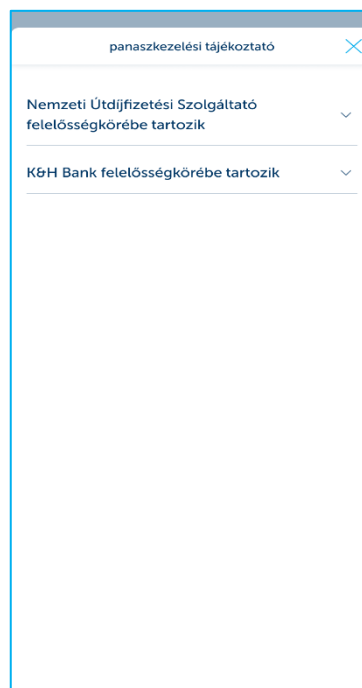 panaszkezelési tájékoztató
Nemzeti Útdíjfizetési Szolgáltató
felelősségkörébe tartozik
K&H Bank felelősségkörébe tartozik